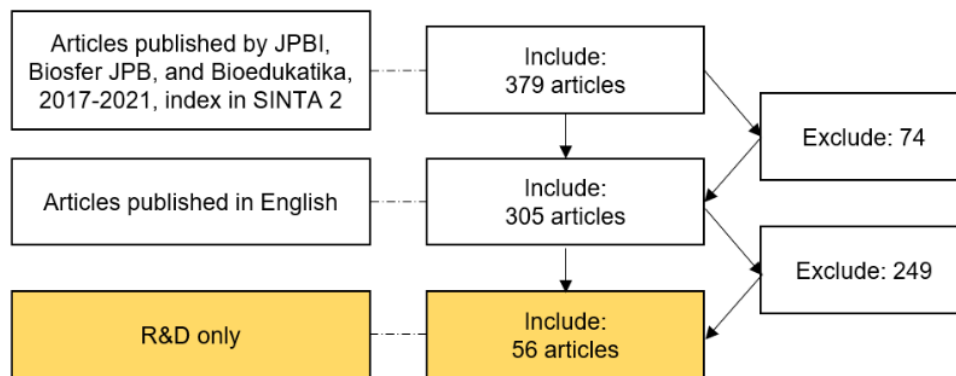 Articles published by JPBI,
Biosfer JPB, and Bioedukatika,
2017-2021, index in SINTA 2
Include:
379 articles
Exclude: 74
Articles published in English
Include:
305 articles
Exclude: 249
R&D only
Include:
56 articles